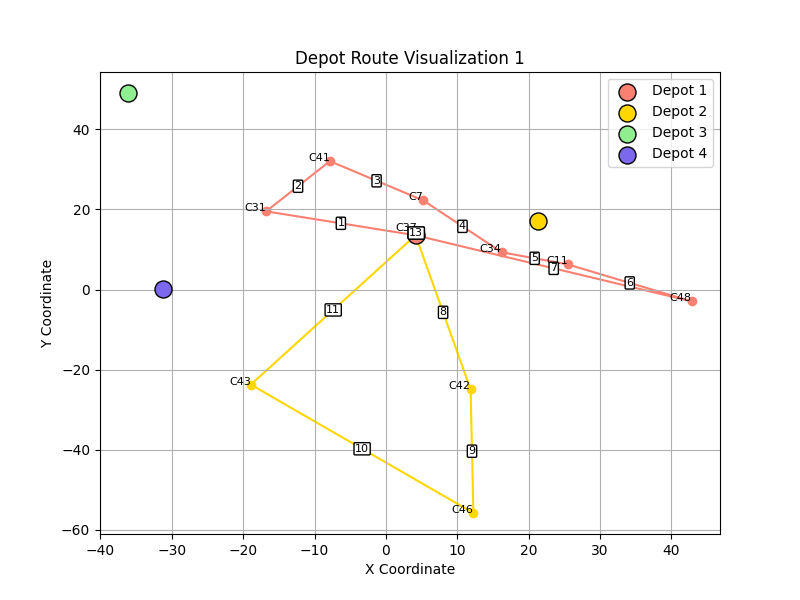 Depot Route Visualization 1
Depot 1
Depot 2
Depot 3
Depot 4
C41
C31
C7
C37
C34
C11
C48
C43
C42
C46
1
2
3
4
5
6
7
8
9
10
11
13
40
20
0
−20
−40
−60
−40
−30
−20
−10
0
10
20
30
40
X Coordinate
Y Coordinate